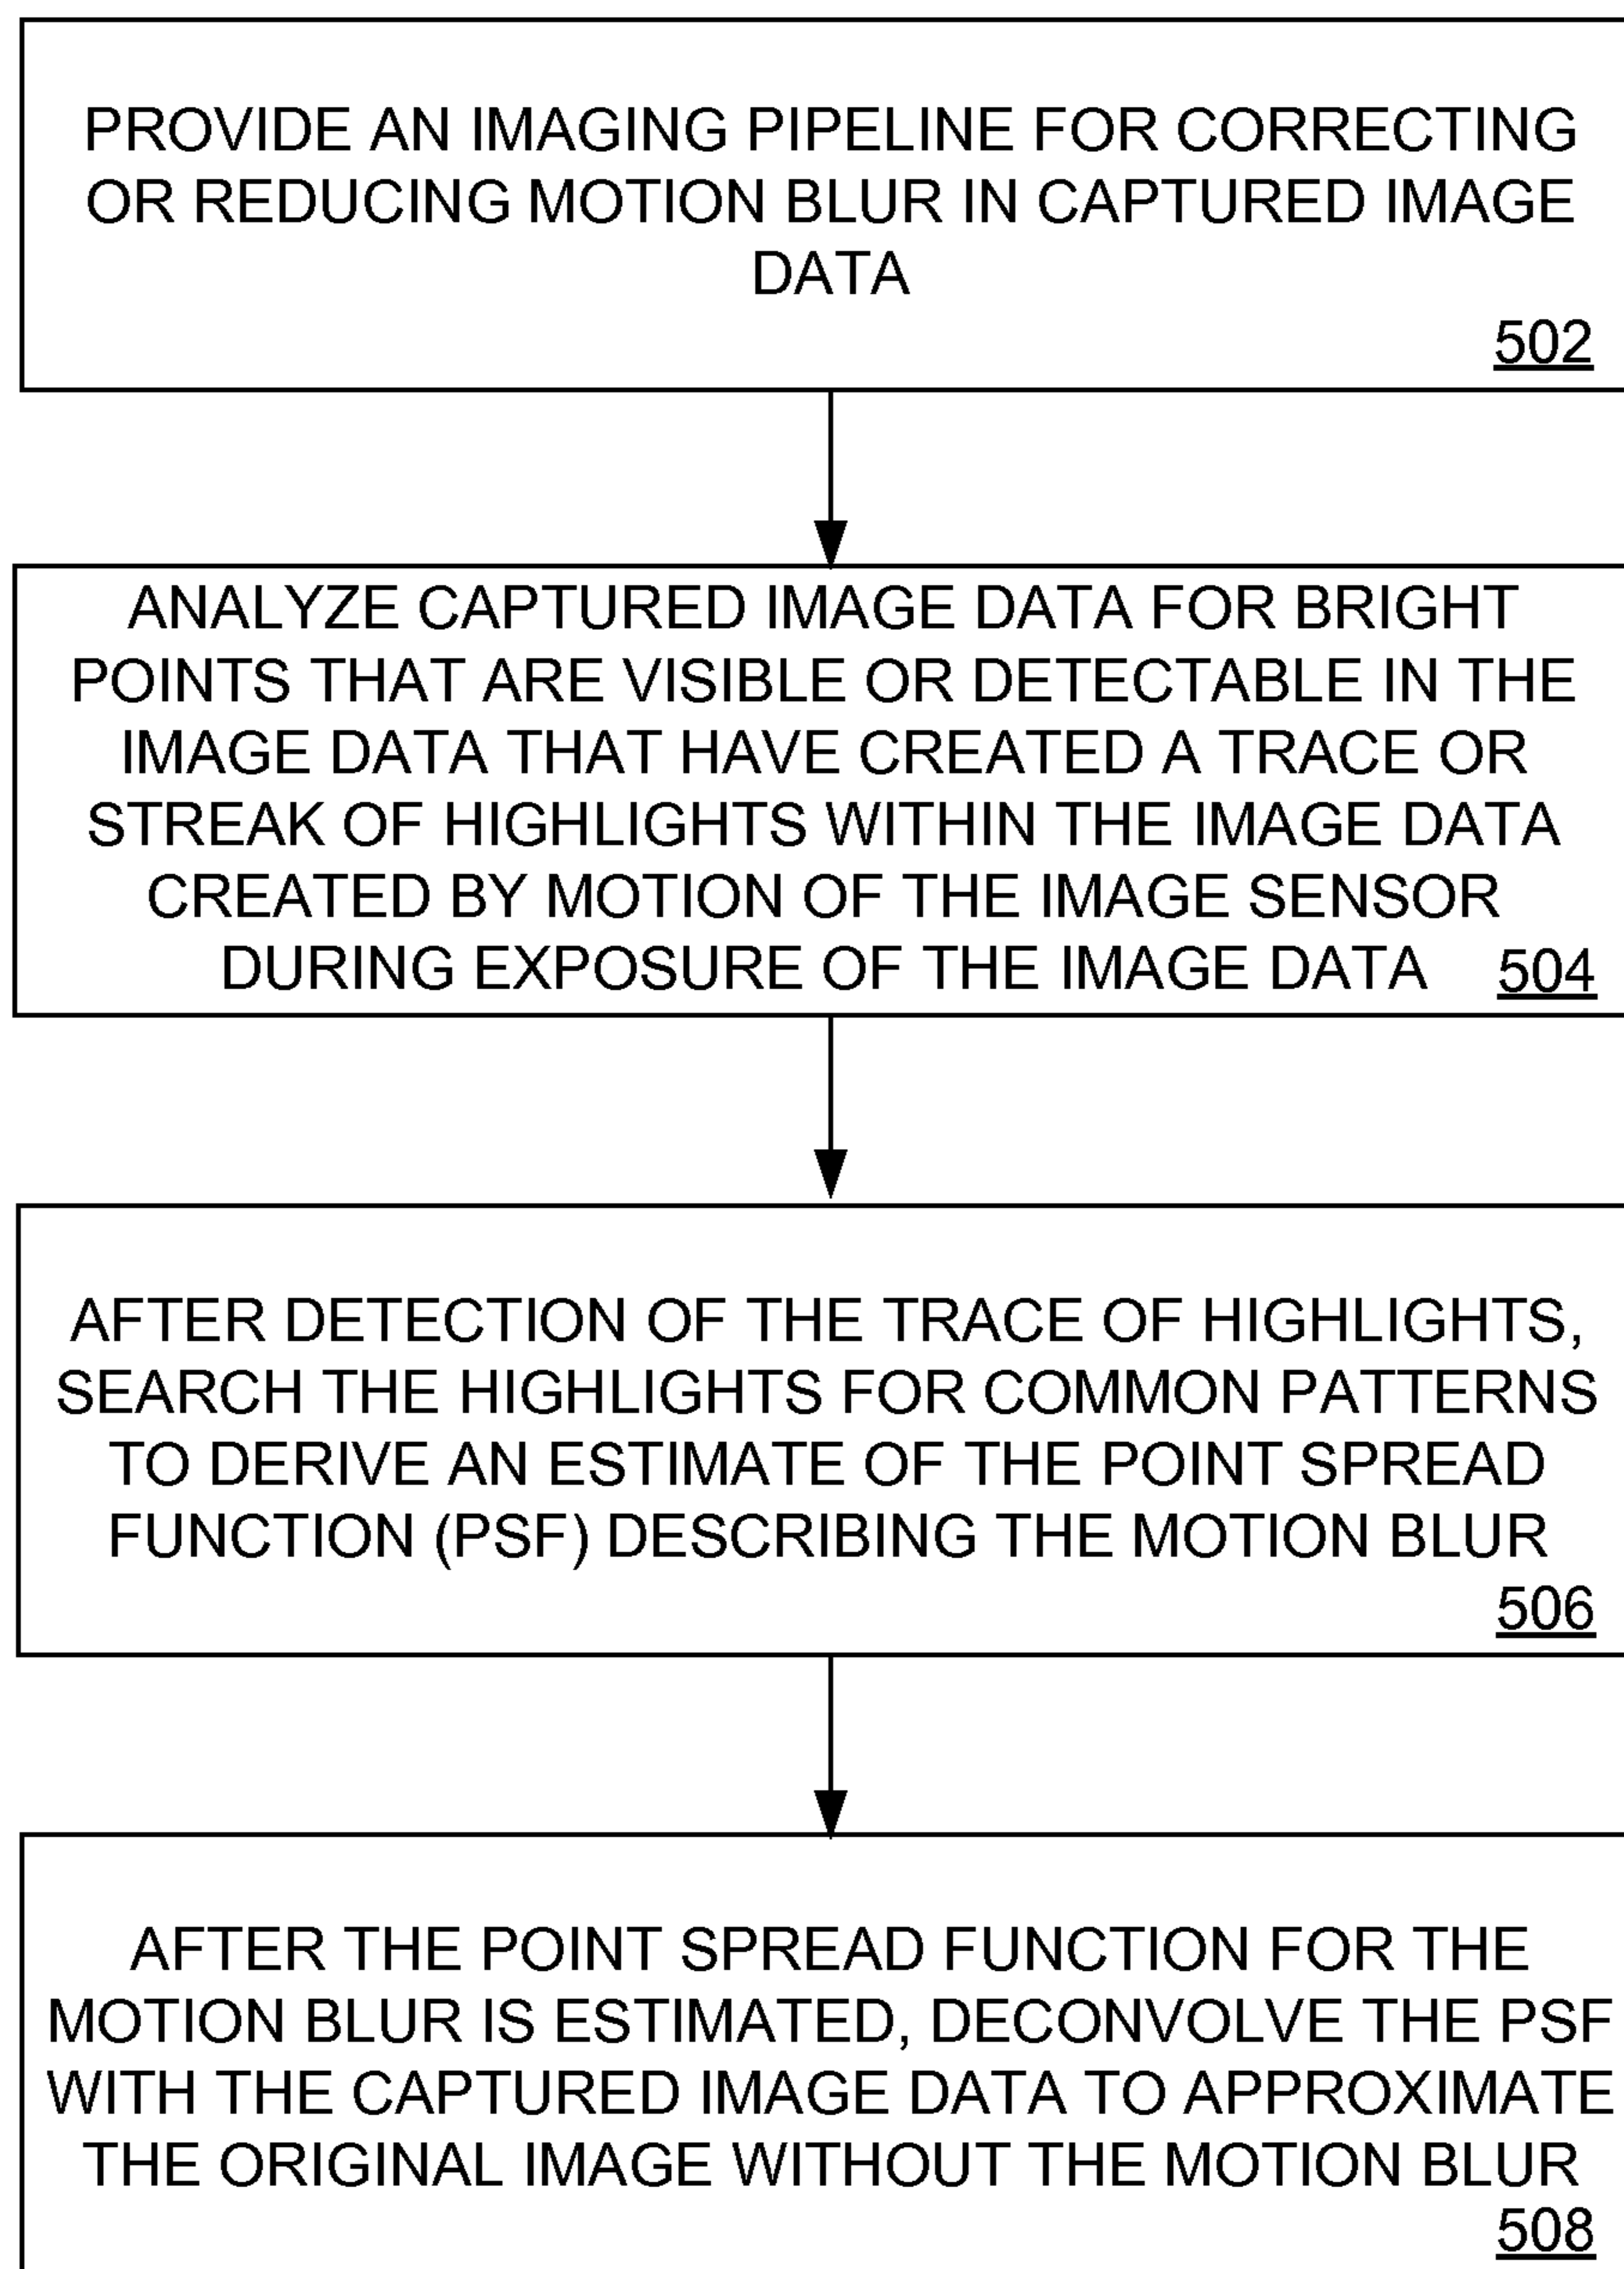 PROVIDE AN IMAGING PIPELINE FOR CORRECTING
OR REDUCING MOTION BLUR IN CAPTURED IMAGE
DATA
502
ANALYZE CAPTURED IMAGE DATA FOR BRIGHT
POINTS THAT ARE VISIBLE OR DETECTABLE IN THE
IMAGE DATA THAT HAVE CREATED A TRACE OR
STREAK OF HIGHLIGHTS WITHIN THE IMAGE DATA
CREATED BY MOTION OF THE IMAGE SENSOR
DURING EXPOSURE OF THE IMAGE DATA 504
AFTER DETECTION OF THE TRACE OF HIGHLIGHTS,
SEARCH THE HIGHLIGHTS FOR COMMON PATTERNS
TO DERIVE AN ESTIMATE OF THE POINT SPREAD
FUNCTION (PSF) DESCRIBING THE MOTION BLUR
506
AFTER THE POINT SPREAD FUNCTION FOR THE
MOTION BLUR IS ESTIMATED, DECONVOLVE THE PSF
WITH THE CAPTURED IMAGE DATA TO APPROXIMATE
THE ORIGINAL IMAGE WITHOUT THE MOTION BLUR
508